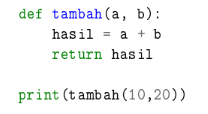 def tambah(a, b):
    hasil = a + b
    return hasil

print(tambah(10,20))